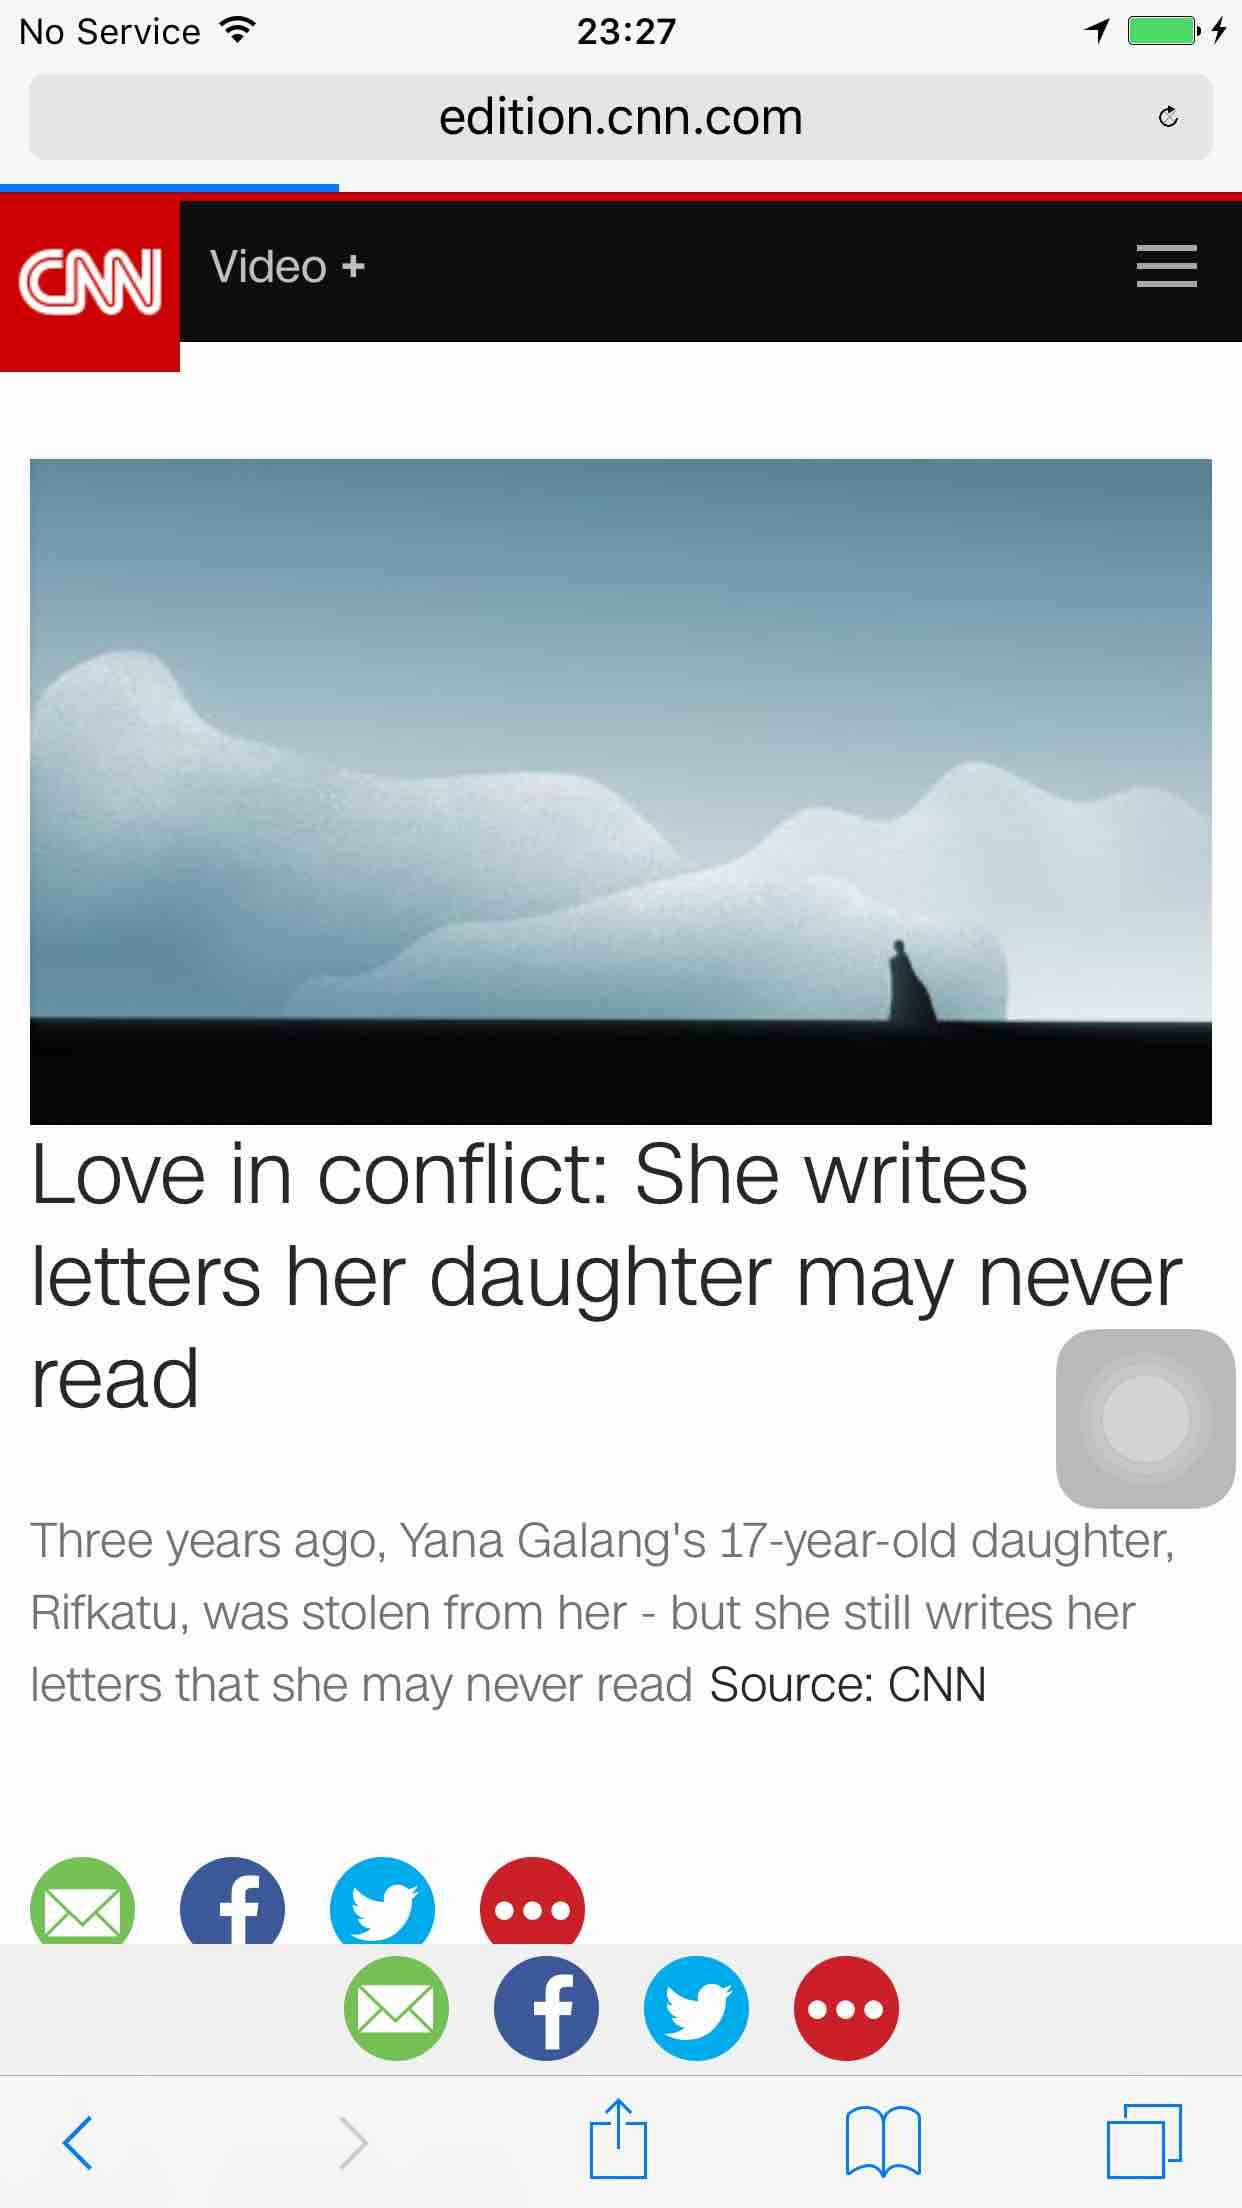 No Service 23:27
edition.cnn.com
CNN Video +
Love in conflict: She writes
letters her daughter may never
read
Three years ago, Yana Galang's 17-year-old daughter,
Rifkatu, was stolen from her - but she still writes her
letters that she may never read Source: CNN